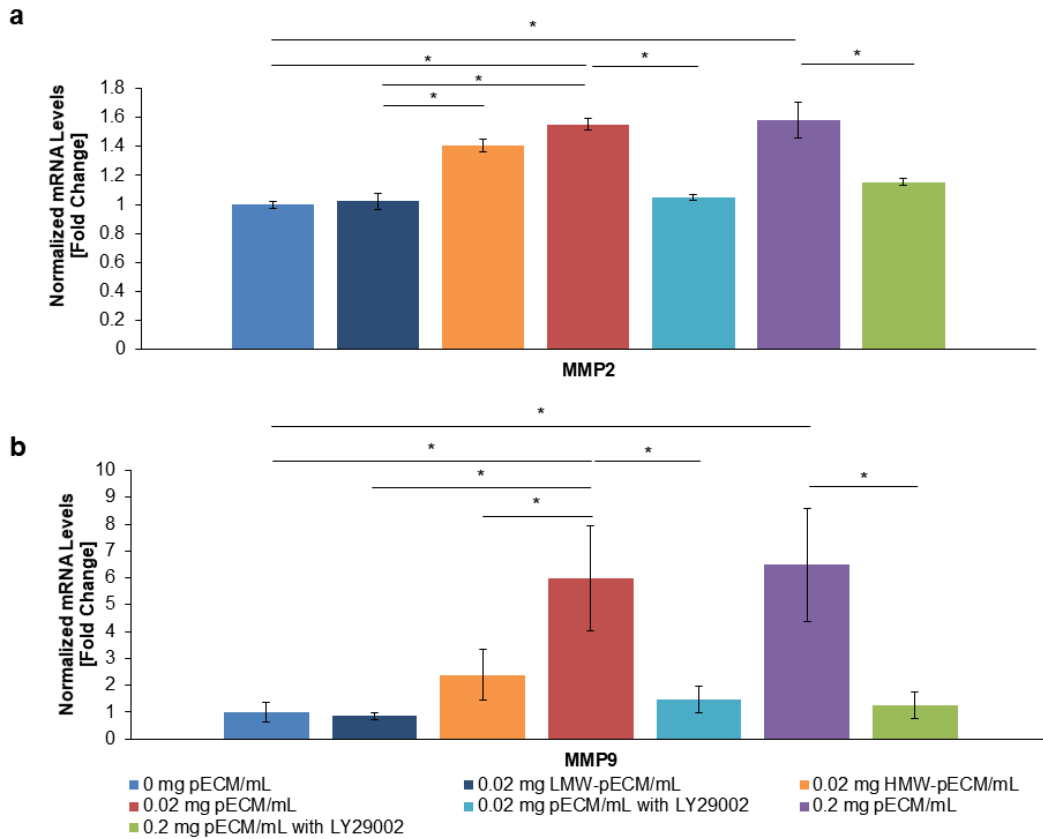 a
*
*
*
*
*
*
Normalized mRNA Levels
[Fold Change]
1.8
1.6
1.4
1.2
1
0.8
0.6
0.4
0.2
0
MMP2
b
*
*
*
*
*
*
Normalized mRNA Levels
[Fold Change]
10
9
8
7
6
5
4
3
2
1
0
MMP9
0 mg pECM/mL
0.02 mg LMW-pECM/mL
0.02 mg HMW-pECM/mL
0.02 mg pECM/mL
0.02 mg pECM/mL with LY29002
0.2 mg pECM/mL
0.2 mg pECM/mL with LY29002